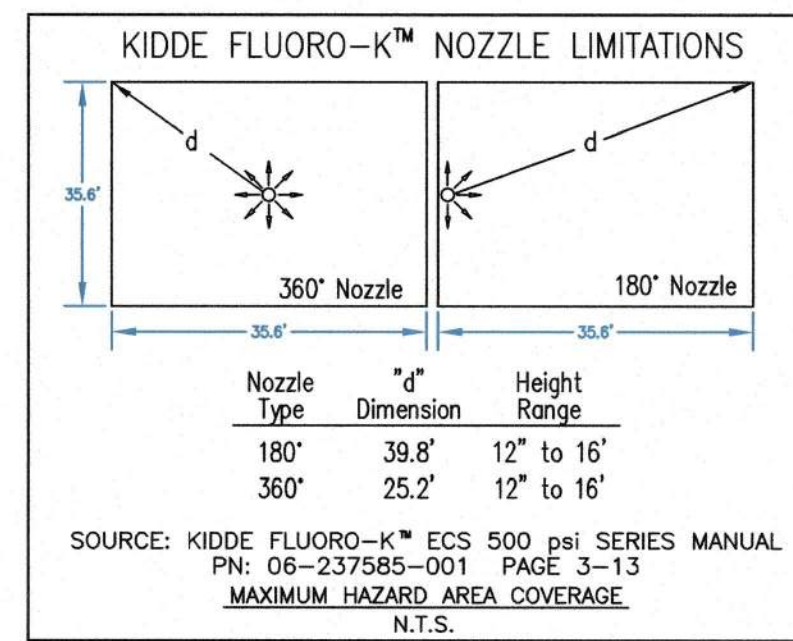 KIDDE FLUORO-K™ NOZZLE LIMITATIONS
d
d
35.6'
360° Nozzle
180° Nozzle
35.6'
35.6'
Nozzle Type "d" Dimension Height Range
180° 39.8' 12" to 16'
360° 25.2' 12" to 16'
SOURCE: KIDDE FLUORO-K™ ECS 500 psi SERIES MANUAL
PN: 06-237585-001 PAGE 3-13
MAXIMUM HAZARD AREA COVERAGE
N.T.S.